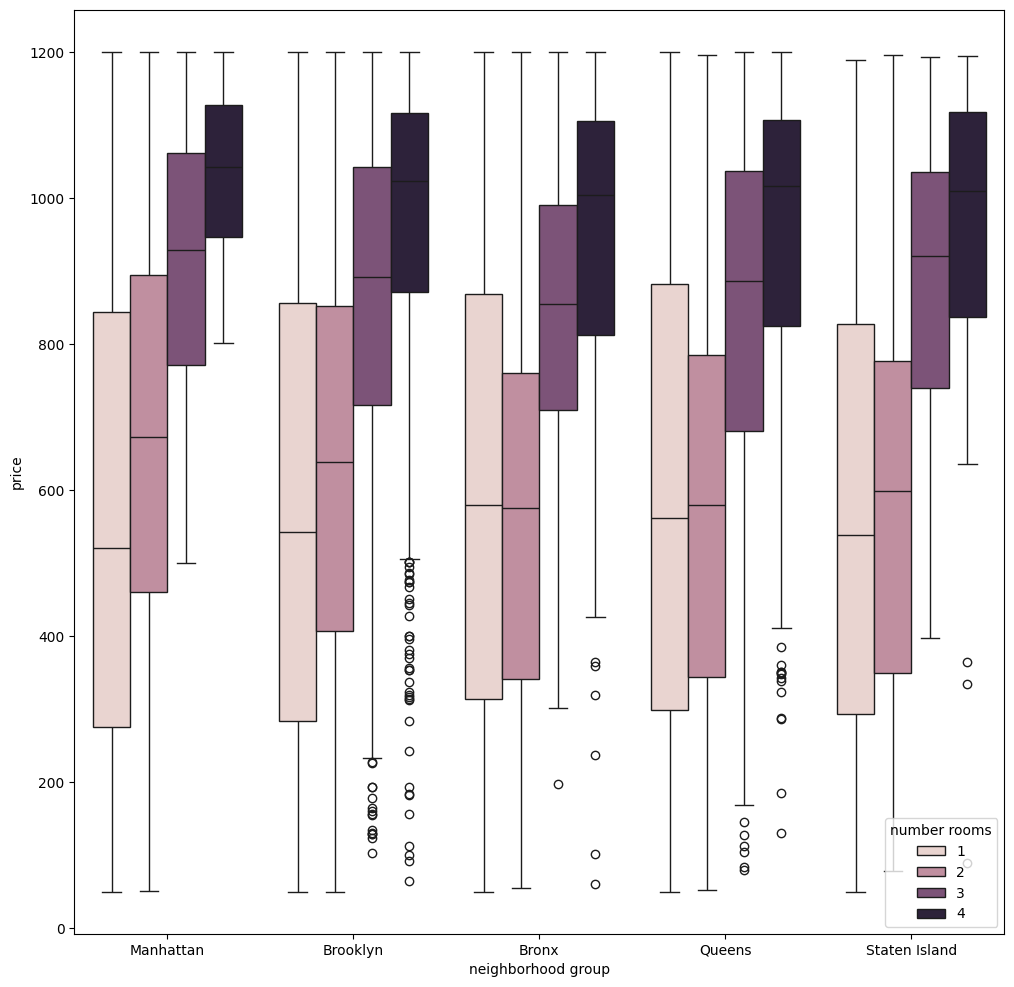 1200
1000
800
600
400
200
0
price
number rooms
1
2
3
4
Manhattan Brooklyn Bronx Queens Staten Island
neighborhood group